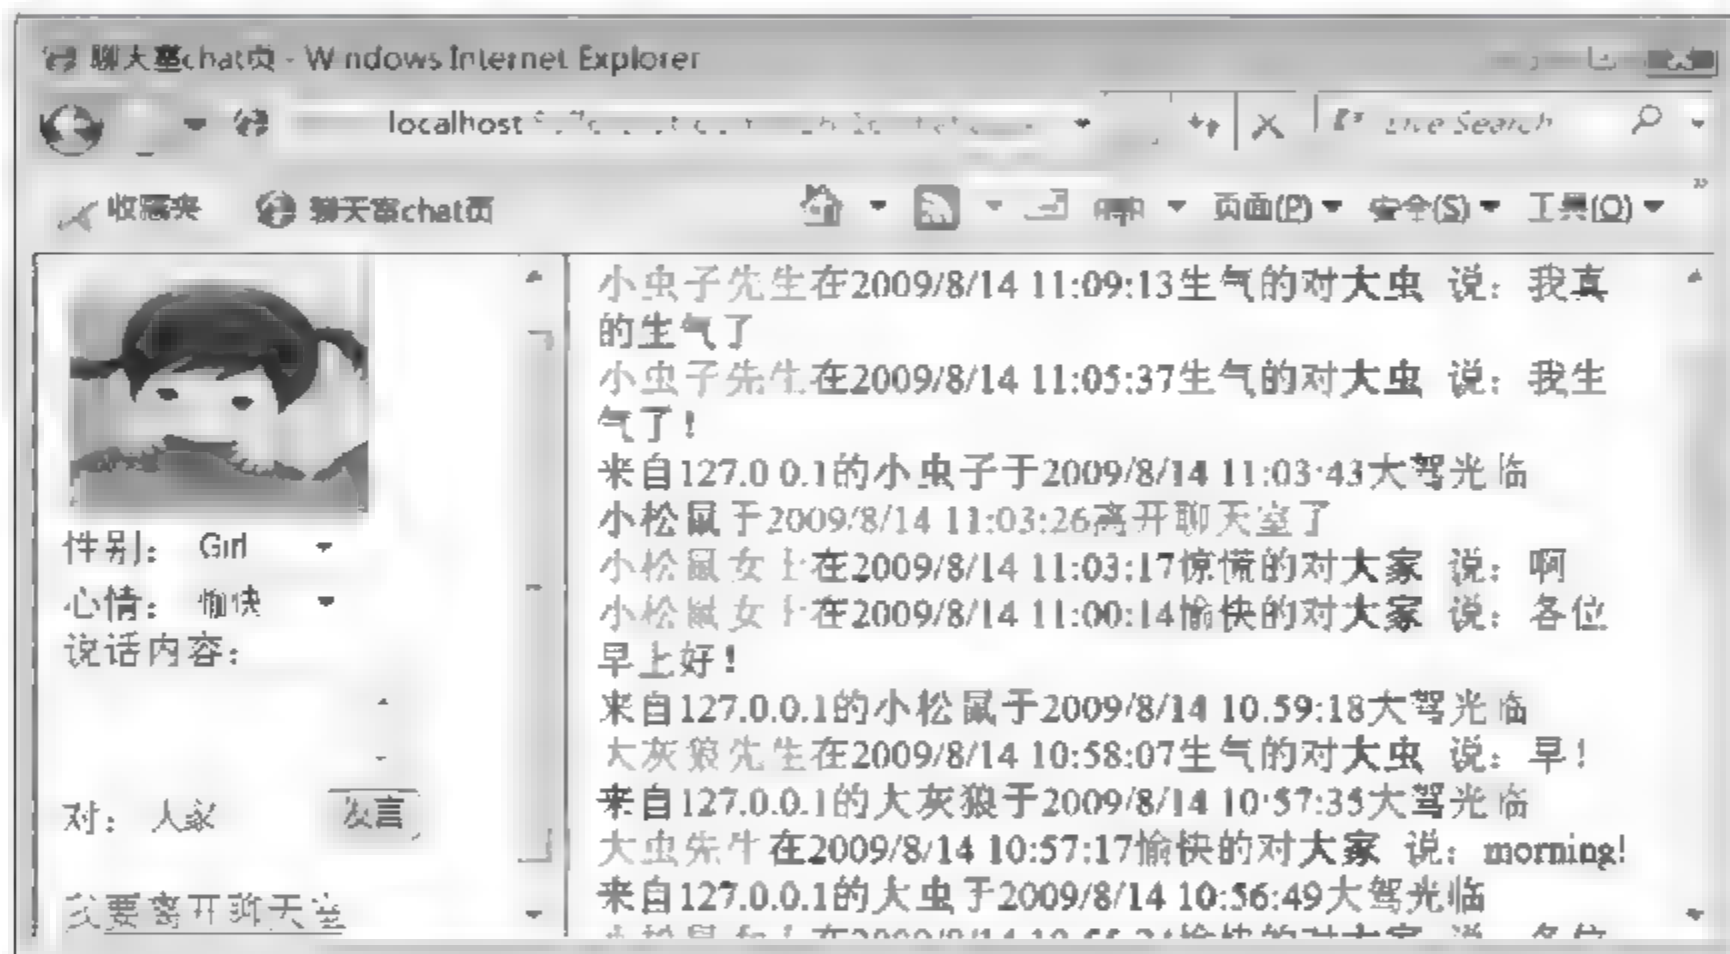 聊天室chat页 - Windows Internet Explorer
localhost
Live Search
收藏夹
聊天室chat页
页面(P)
安全(S)
工具(O)
性别： Girl
心情： 愉快
说话内容：
对： 大家
发言
我要离开聊天室
小虫子先生在2009/8/14 11:09:13生气的对大虫 说：我真
的生气了
小虫子先生在2009/8/14 11:05:37生气的对大虫 说：我生
气了！
来自127.0.0.1的小虫子于2009/8/14 11:03:43大驾光临
小松鼠于2009/8/14 11:03:26离开聊天室了
小松鼠女士在2009/8/14 11:03:17惊慌的对大家 说：啊
小松鼠女士在2009/8/14 11:00:14愉快的对大家 说：各位
早上好！
来自127.0.0.1的小松鼠于2009/8/14 10:59:18大驾光临
大灰狼先生在2009/8/14 10:58:07生气的对大虫 说：早！
来自127.0.0.1的大灰狼于2009/8/14 10:57:35大驾光临
大虫先生在2009/8/14 10:57:17愉快的对大家 说：morning!
来自127.0.0.1的大虫于2009/8/14 10:56:49大驾光临